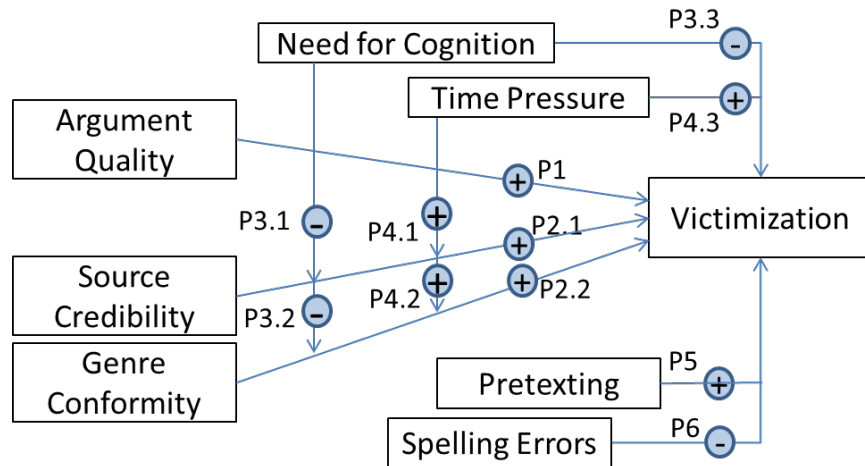 Need for Cognition
P3.3
-
Time Pressure
+
P4.3
Argument
Quality
P1
+
Victimization
P3.1
-
P4.1
+
P2.1
+
Source
Credibility
P3.2
-
P4.2
+
+
P2.2
Genre
Conformity
Pretexting
P5
+
Spelling Errors
P6
-